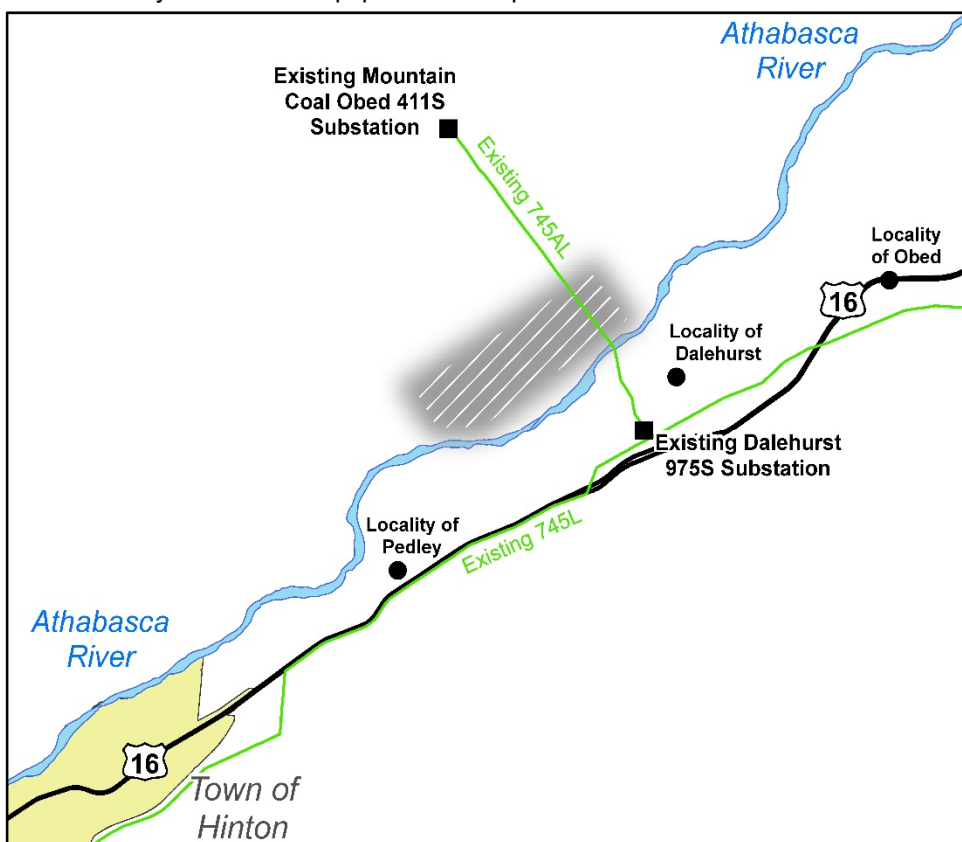 Athabasca
River
Existing Mountain
Coal Obed 411S
Substation
Existing 745AL
Locality
of Obed
16
Locality of
Dalehurst
Existing Dalehurst
975S Substation
Locality of
Pedley
Existing 745L
Athabasca
River
16
Town of
Hinton